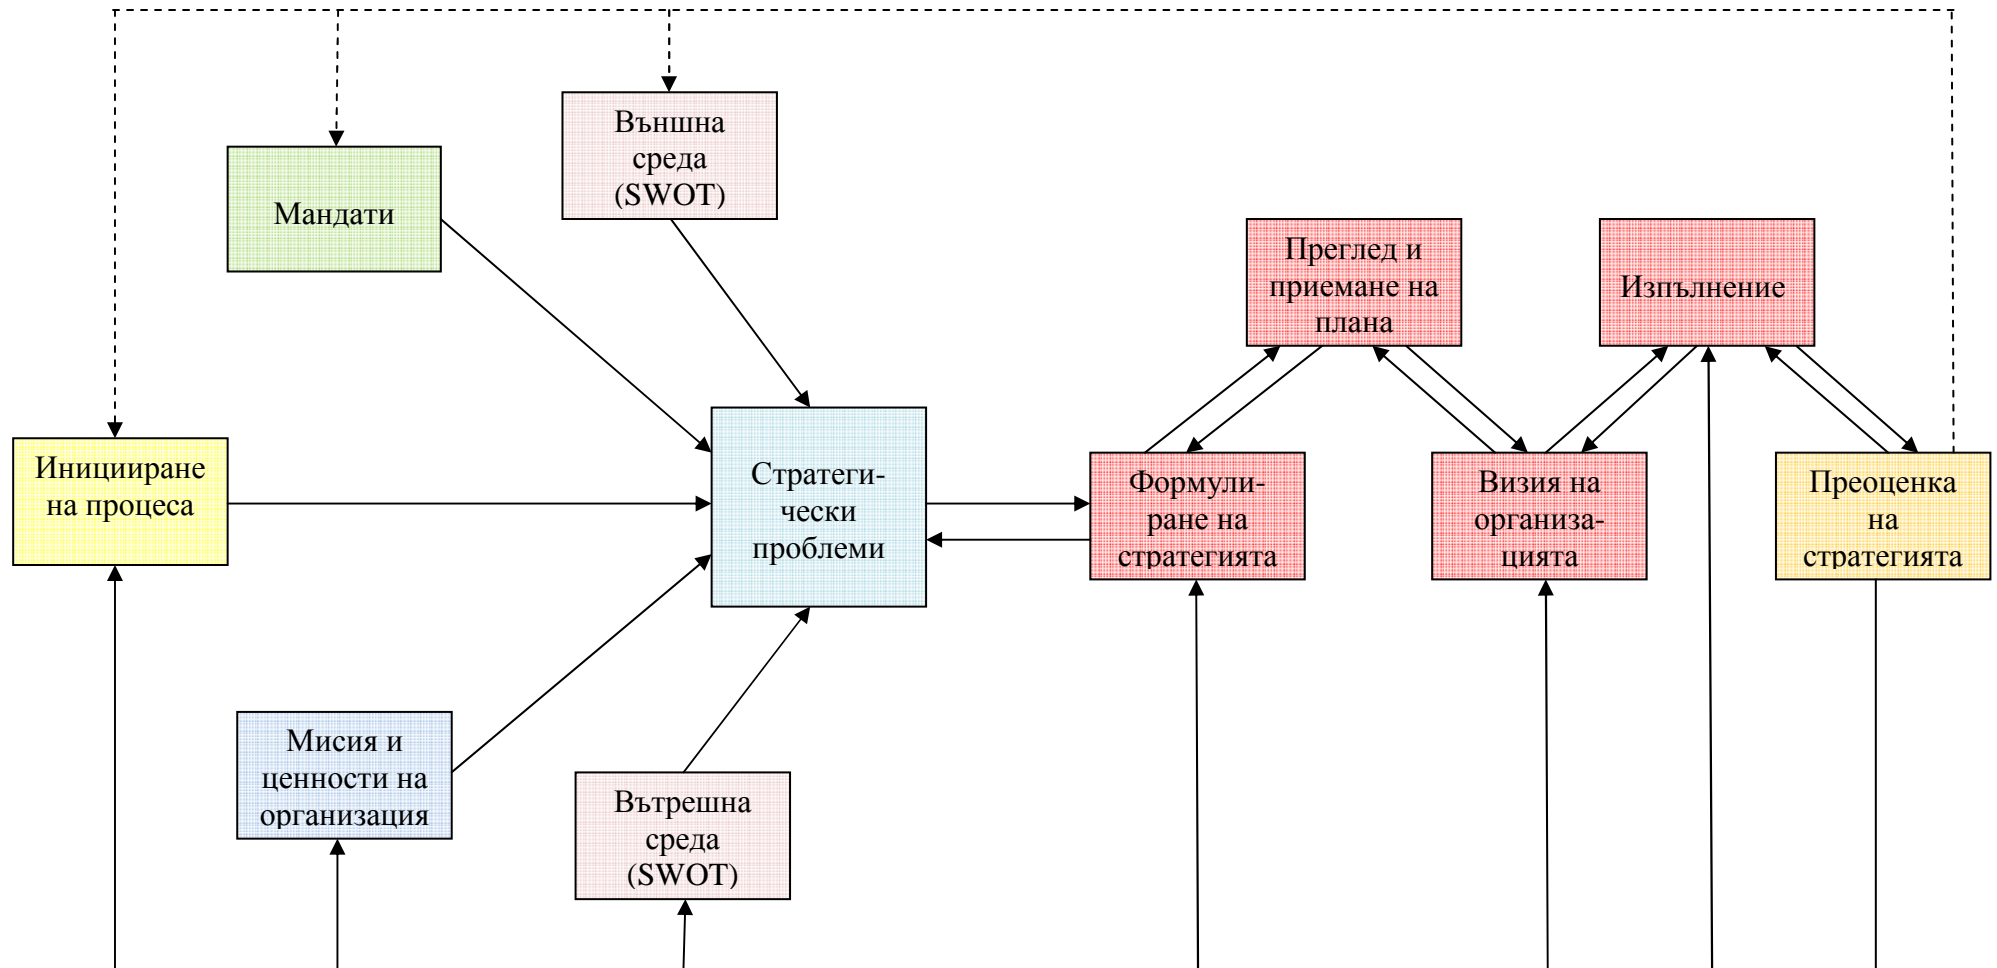 Външна
среда
(SWOT)
Мандати
Преглед и
приемане на
плана
Изпълнение
Иницииране
на процеса
Стратеги-
чески
проблеми
Формули-
ране на
стратегията
Визия на
организа-
цията
Преоценка
на
стратегията
Мисия и
ценности на
организация
Вътрешна
среда
(SWOT)